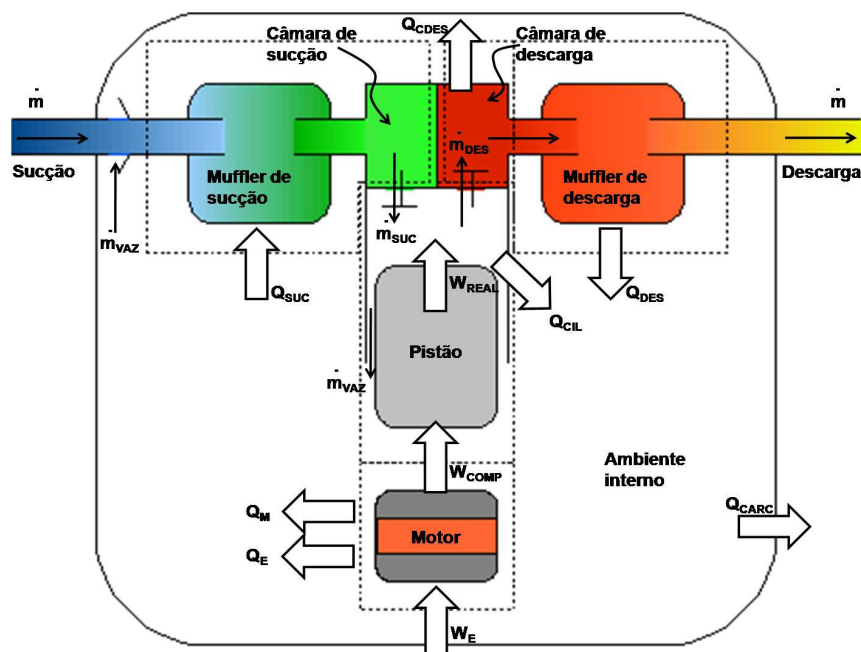 Câmara de
sucção
Q_CDES
Câmara de
descarga
ṁ
ṁ
Sucção
Muffler de
sucção
ṁ_DES
Muffler de
descarga
Descarga
ṁ_VAZ
ṁ_SUC
Q_SUC
W_REAL
Q_DES
Q_CIL
Pistão
ṁ_VAZ
Ambiente
interno
W_COMP
Q_M
Q_CARC
Motor
Q_E
W_E